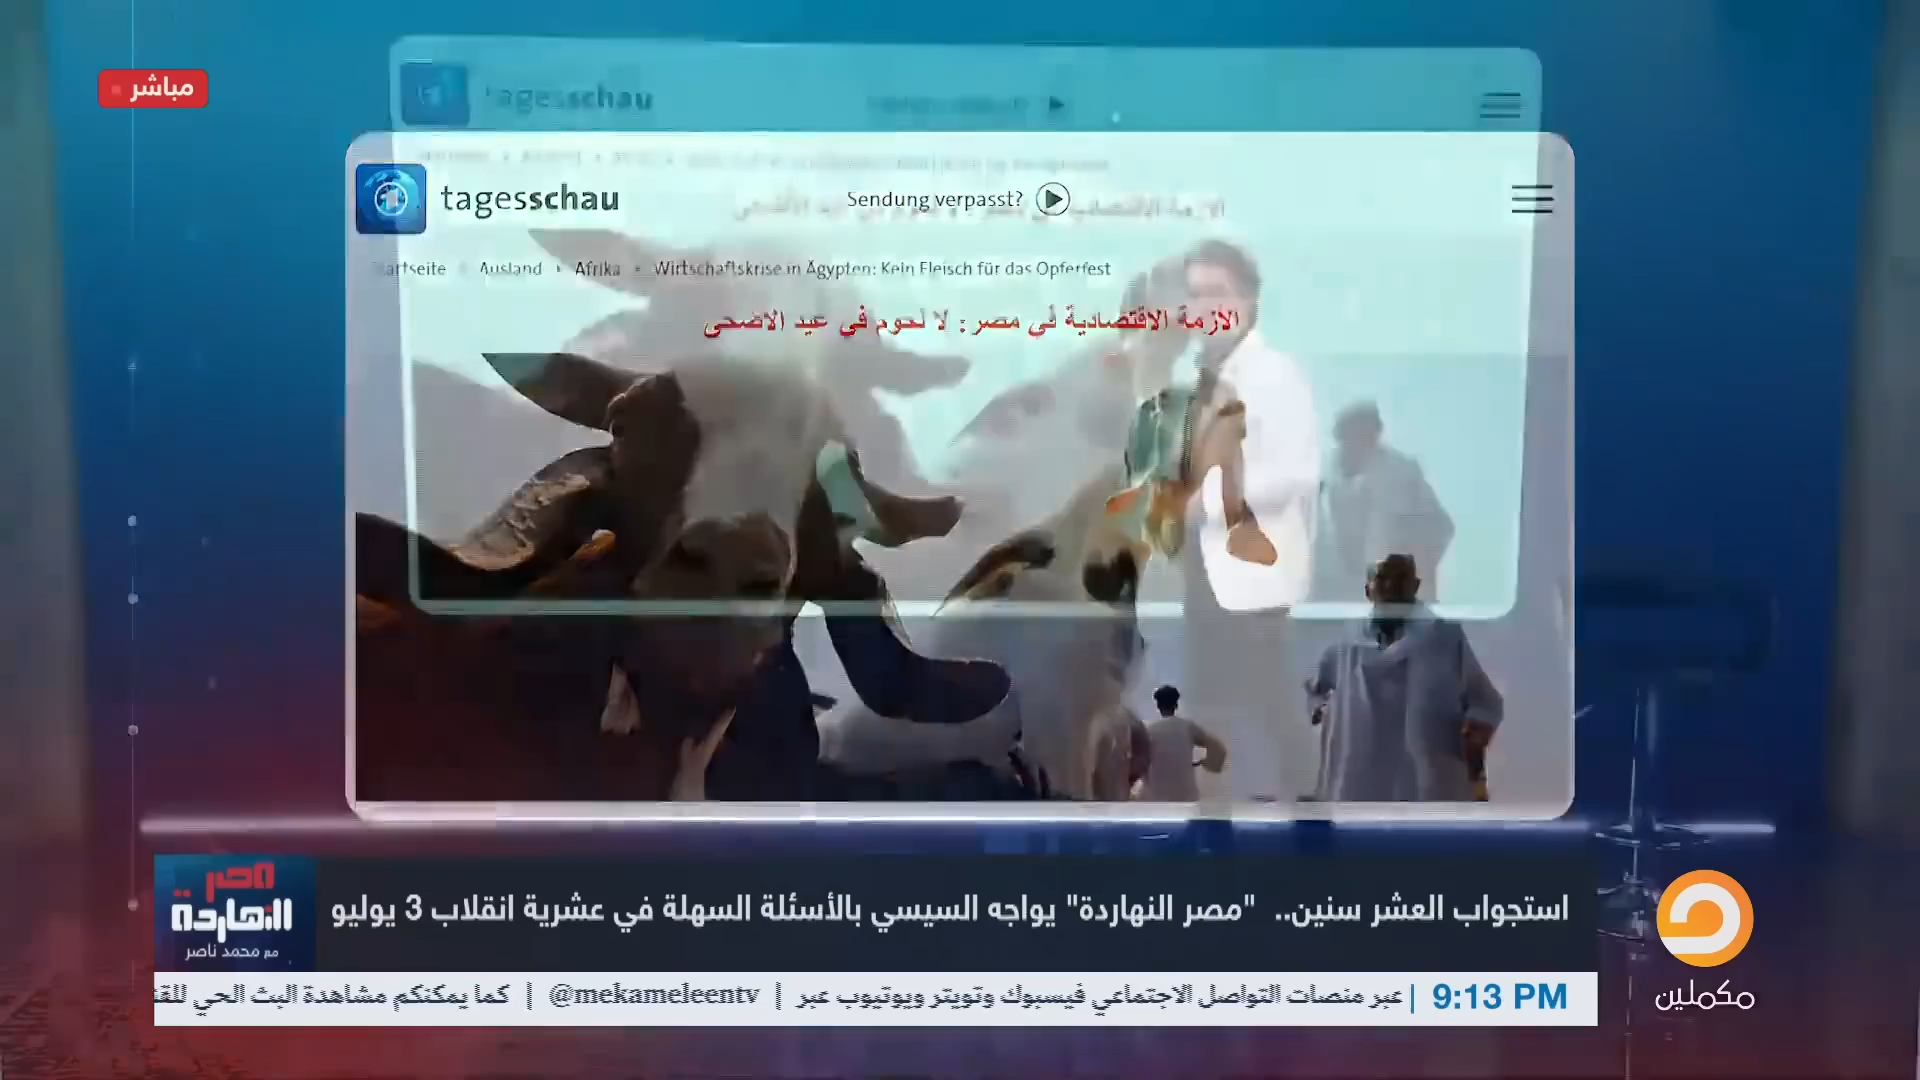 مباشر
tagesschau
tagesschau
Sendung verpasst?
Startseite Ausland Afrika Wirtschaftskrise in Ägypten: Kein Fleisch für das Opferfest
الازمة الاقتصادية في مصر: لا لحوم في عيد الاضحى
مصر النهاردة
مع محمد ناصر
استجواب العشر سنين.. "مصر النهاردة" يواجه السيسي بالأسئلة السهلة في عشرية انقلاب 3 يوليو
9:13 PM | عبر منصات التواصل الاجتماعي فيسبوك وتويتر ويوتيوب عبر | @mekameleentv | كما يمكنكم مشاهدة البث الحي
مكملين